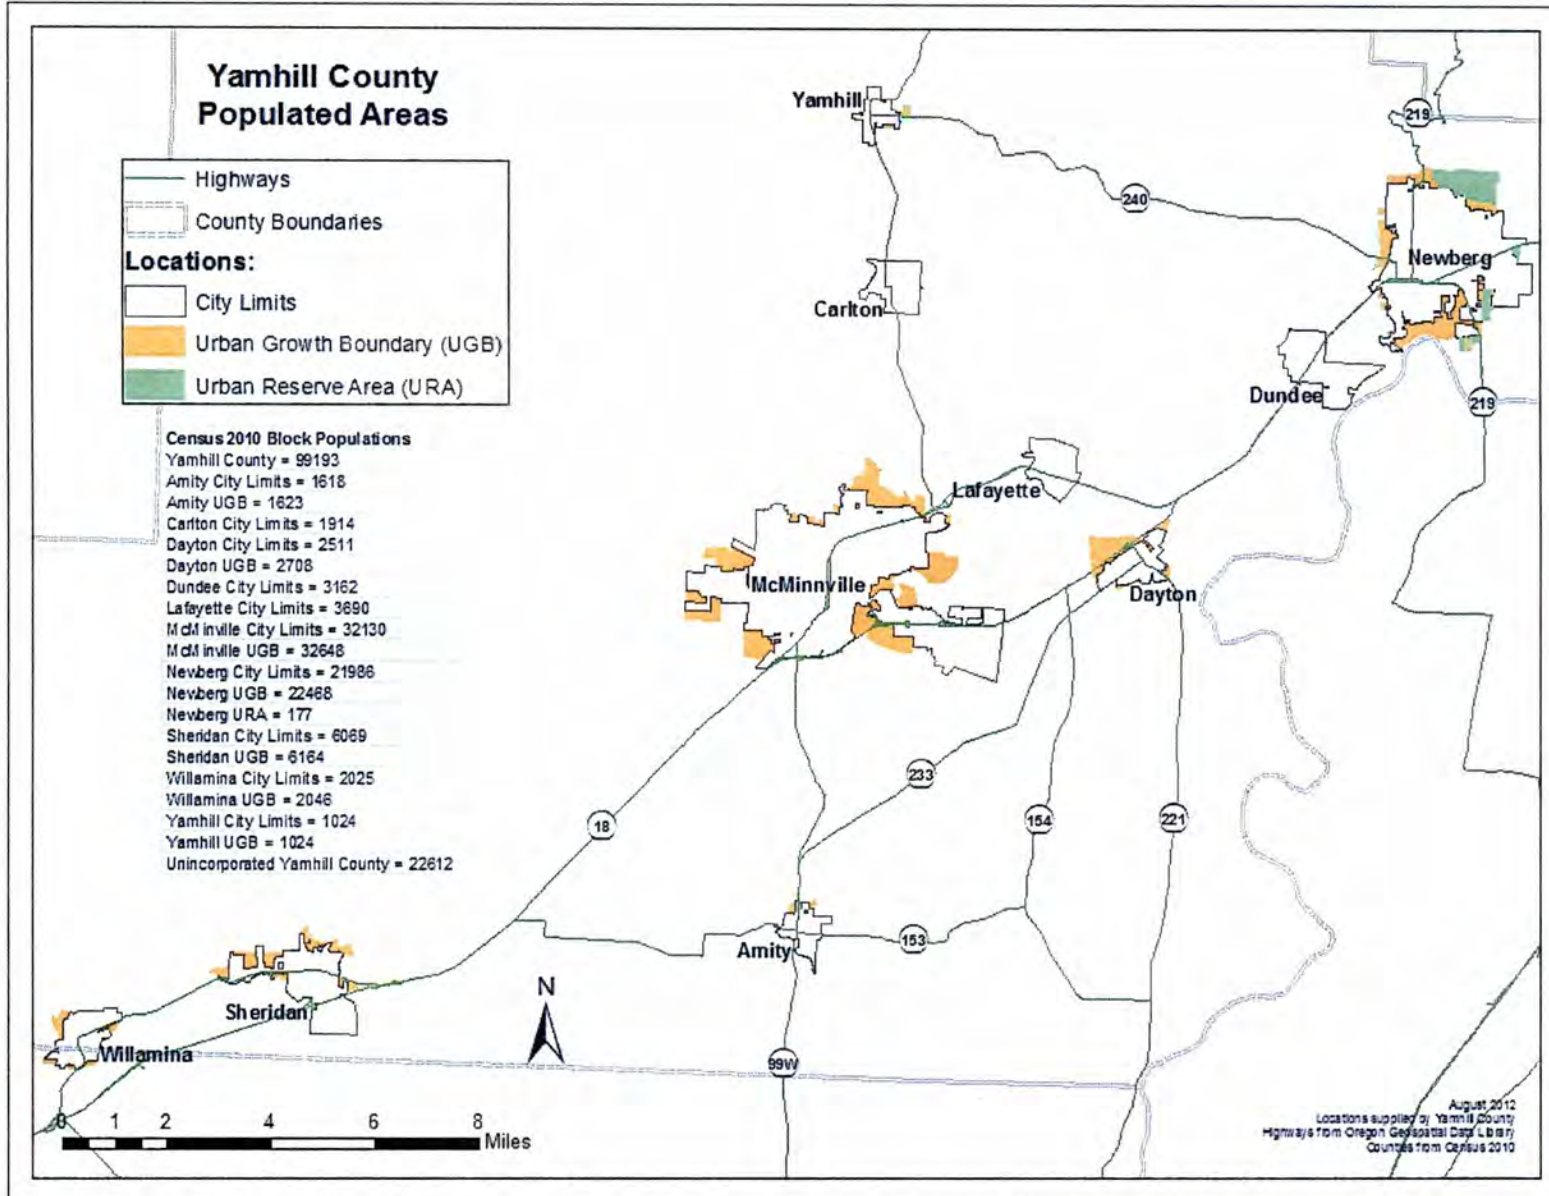 Yamhill County
Populated Areas
Highways
County Boundaries
Locations:
City Limits
Urban Growth Boundary (UGB)
Urban Reserve Area (URA)
Census 2010 Block Populations
Yamhill County = 99193
Amity City Limits = 1618
Amity UGB = 1623
Carlton City Limits = 1914
Dayton City Limits = 2511
Dayton UGB = 2708
Dundee City Limits = 3162
Lafayette City Limits = 3690
McMinville City Limits = 32130
McMinville UGB = 32648
Newberg City Limits = 21986
Newberg UGB = 22468
Newberg URA = 177
Sheridan City Limits = 6069
Sheridan UGB = 6164
Willamina City Limits = 2025
Willamina UGB = 2046
Yamhill City Limits = 1024
Yamhill UGB = 1024
Unincorporated Yamhill County = 22612
Yamhill
219
240
Newberg
Carlton
Dundee
219
Lafayette
McMinnville
Dayton
233
18
154
221
Amity
153
N
Sheridan
Willamina
99W
0 1 2 4 6 8
Miles
August 2012
Locations supplied by Yamhill County
Highways from Oregon Geospatial Data Library
Counties from Census 2010